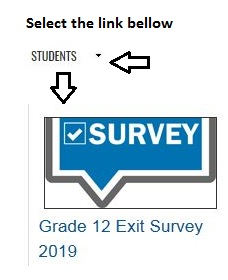 Select the link bellow
STUDENTS
SURVEY
Grade 12 Exit Survey
2019